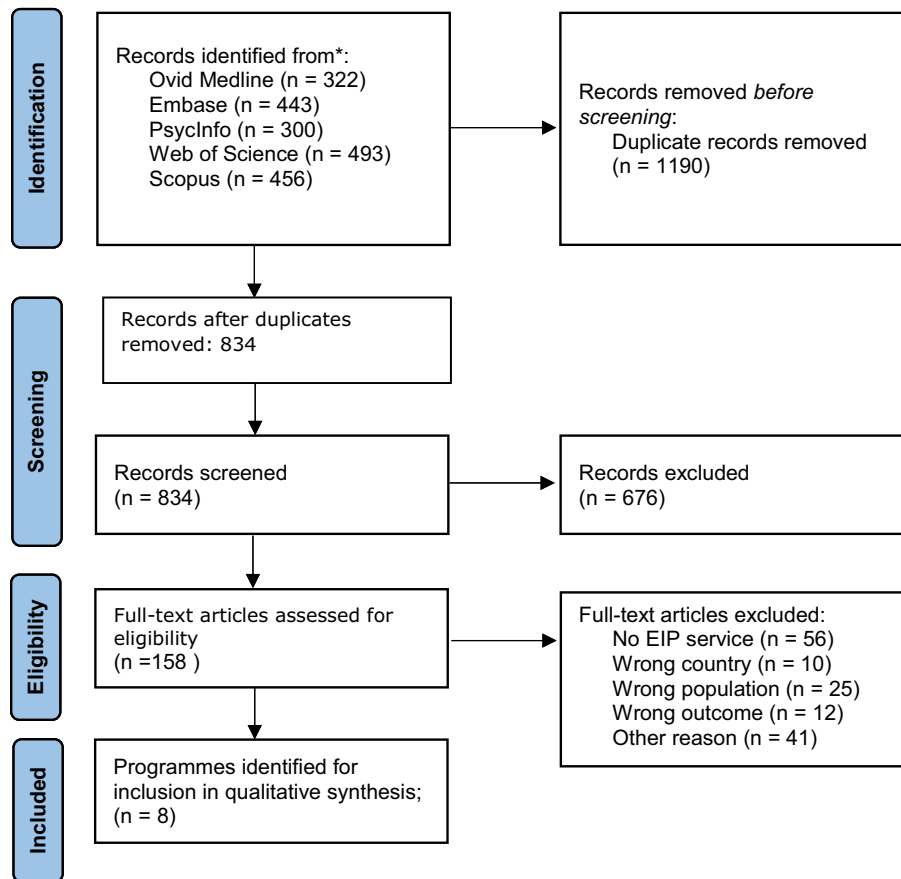 Identification
Records identified from*:
Ovid Medline (n = 322)
Embase (n = 443)
PsycInfo (n = 300)
Web of Science (n = 493)
Scopus (n = 456)
Records removed before
screening:
Duplicate records removed
(n = 1190)
Screening
Records after duplicates
removed: 834
Records screened
(n = 834)
Records excluded
(n = 676)
Eligibility
Full-text articles assessed for
eligibility
(n =158 )
Full-text articles excluded:
No EIP service (n = 56)
Wrong country (n = 10)
Wrong population (n = 25)
Wrong outcome (n = 12)
Other reason (n = 41)
Included
Programmes identified for
inclusion in qualitative synthesis;
(n = 8)